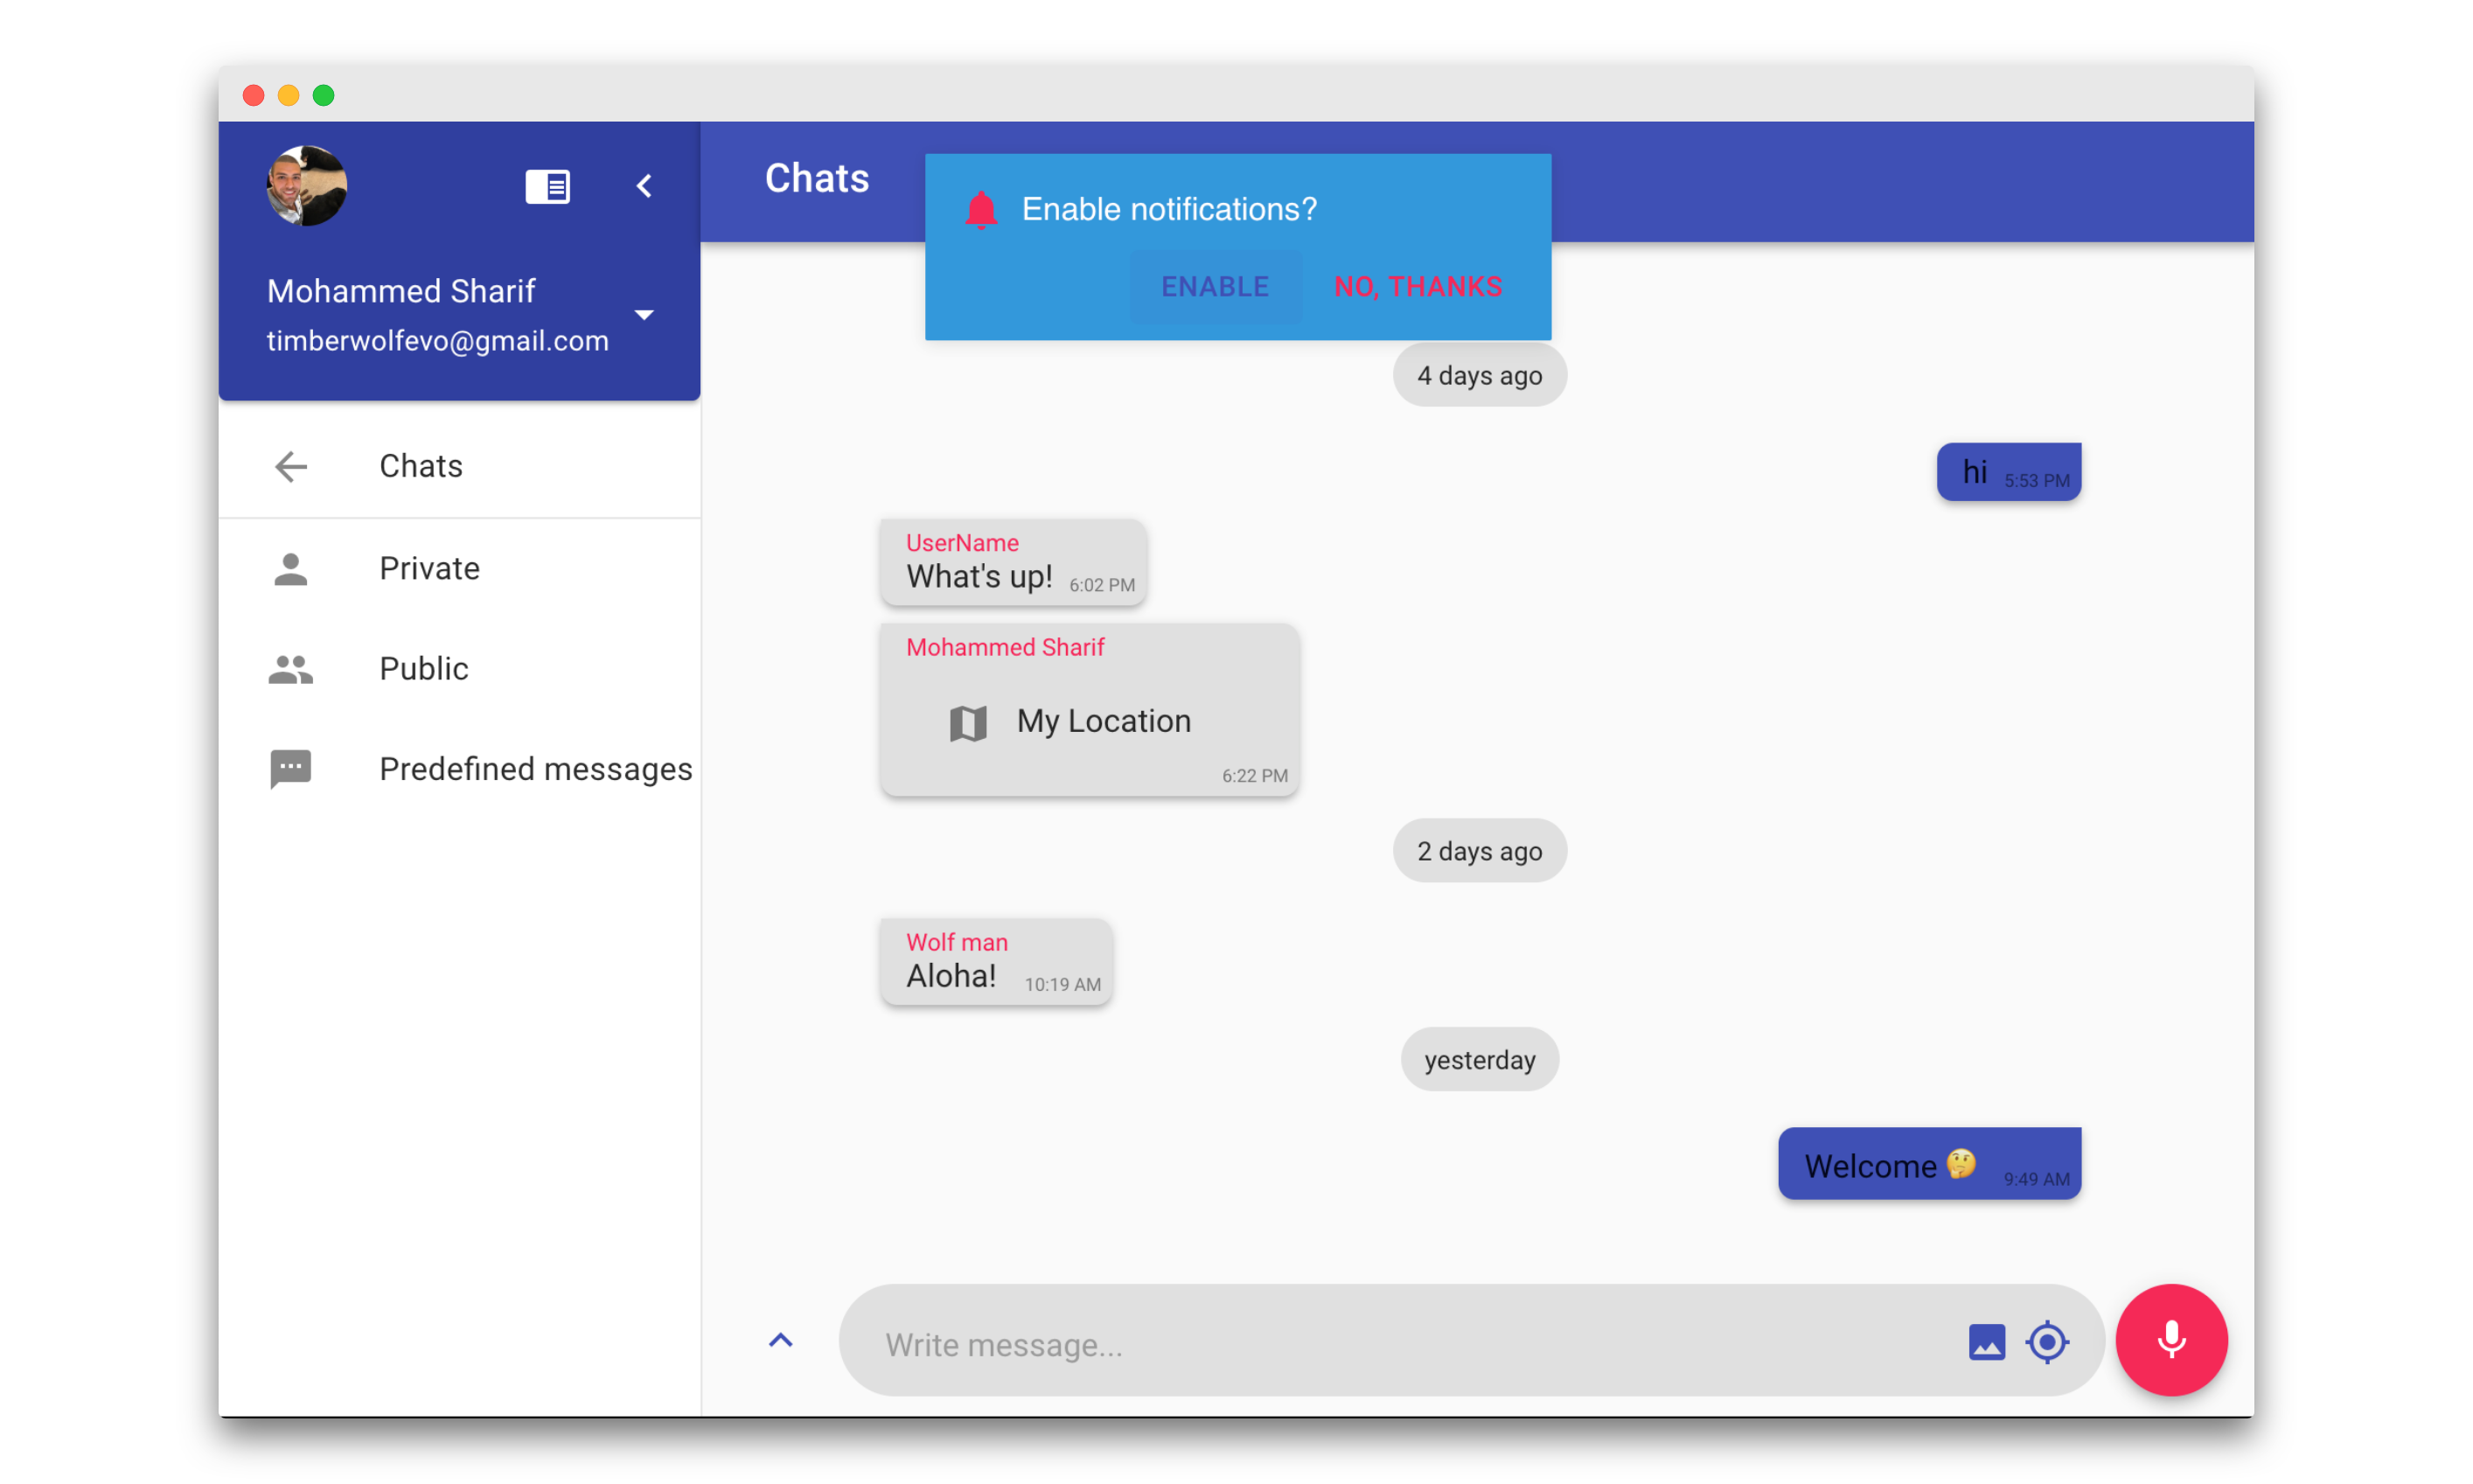 Chats
Enable notifications?
ENABLE NO, THANKS
Mohammed Sharif
timberwolfevo@gmail.com
Chats
Private
Public
Predefined messages
4 days ago
hi 5:53 PM
UserName
What's up! 6:02 PM
Mohammed Sharif
My Location
6:22 PM
2 days ago
Wolf man
Aloha! 10:19 AM
yesterday
Welcome 🤔 9:49 AM
Write message...